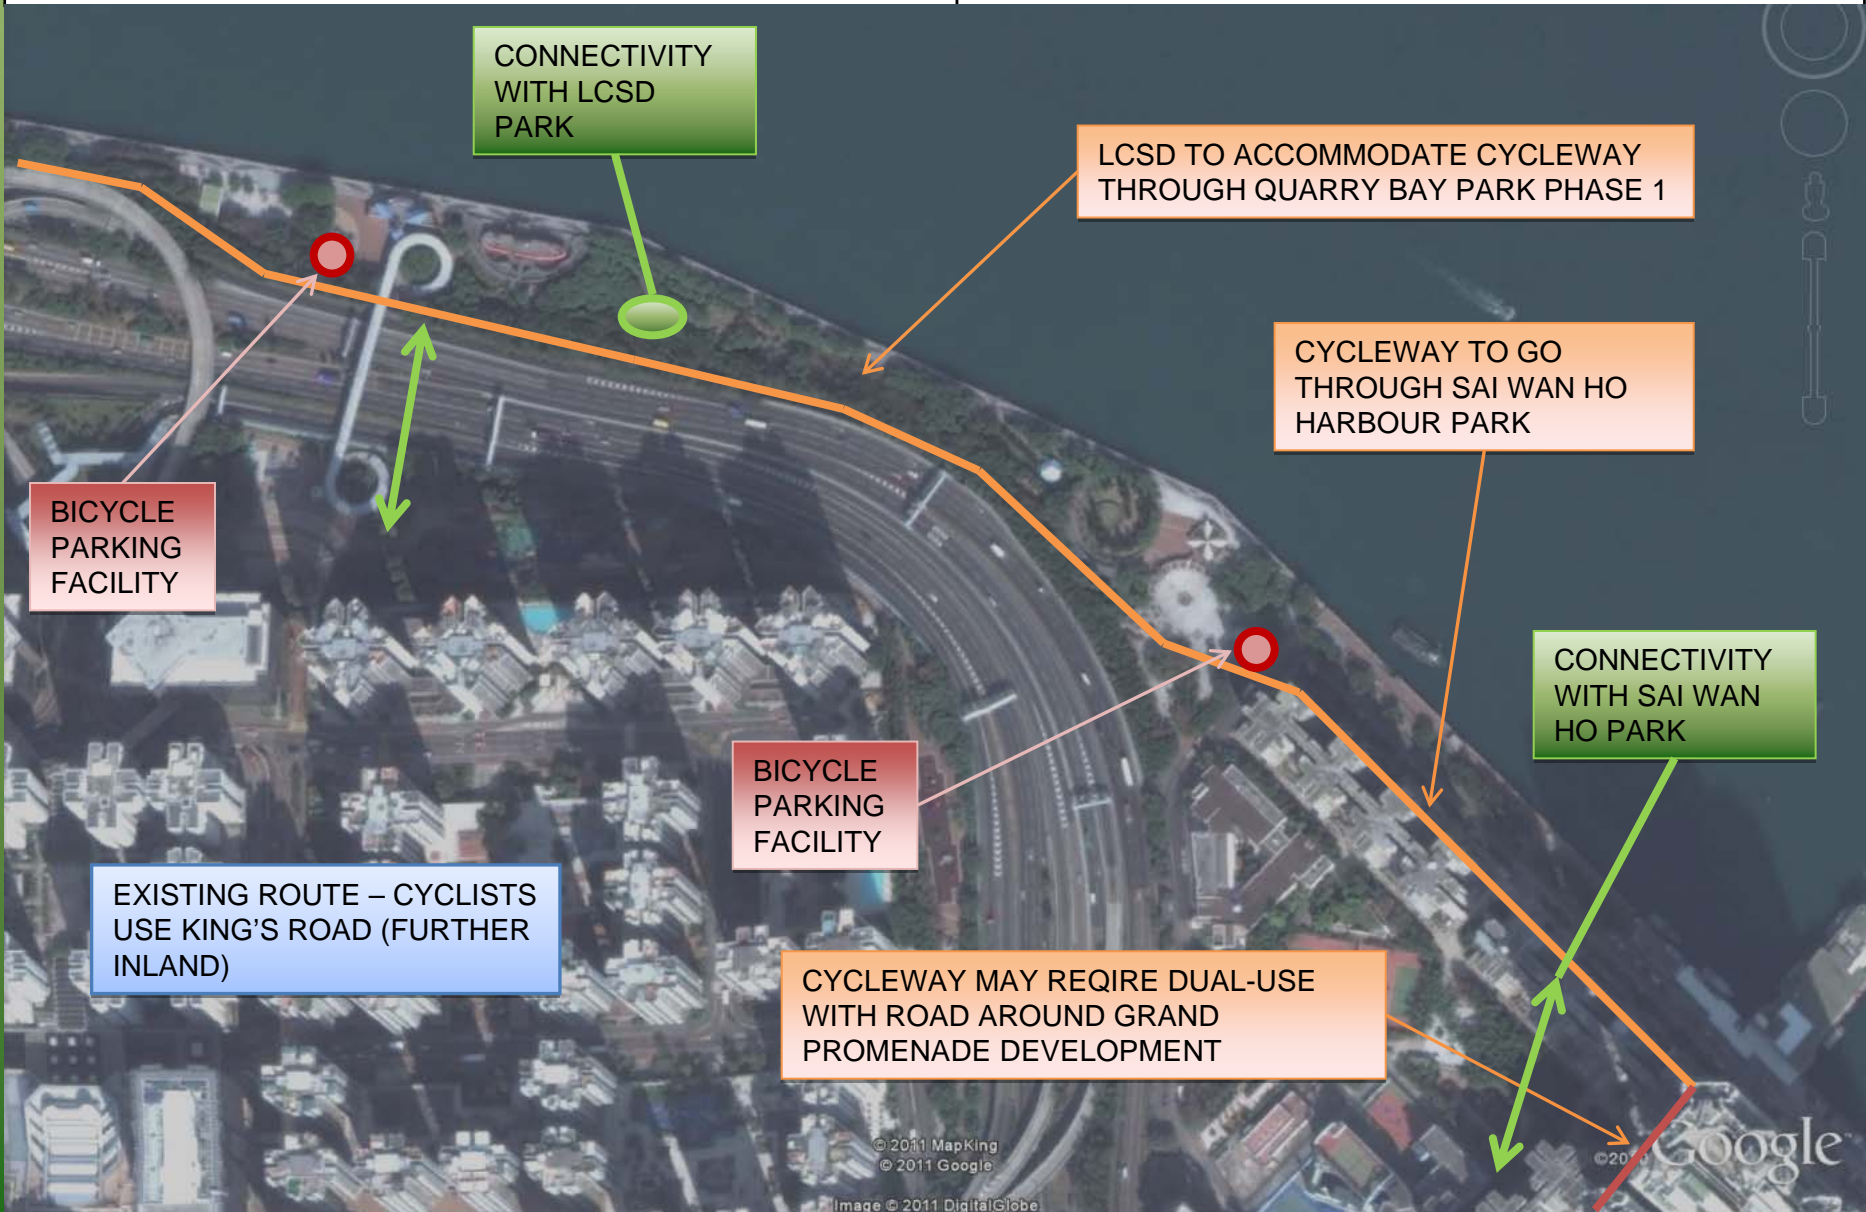 CONNECTIVITY
WITH LCSD
PARK
LCSD TO ACCOMMODATE CYCLEWAY
THROUGH QUARRY BAY PARK PHASE 1
CYCLEWAY TO GO
THROUGH SAI WAN HO
HARBOUR PARK
BICYCLE
PARKING
FACILITY
CONNECTIVITY
WITH SAI WAN
HO PARK
BICYCLE
PARKING
FACILITY
EXISTING ROUTE – CYCLISTS
USE KING'S ROAD (FURTHER
INLAND)
CYCLEWAY MAY REQIRE DUAL-USE
WITH ROAD AROUND GRAND
PROMENADE DEVELOPMENT
© 2011 MapKing
© 2011 Google
Image © 2011 DigitalGlobe
Google